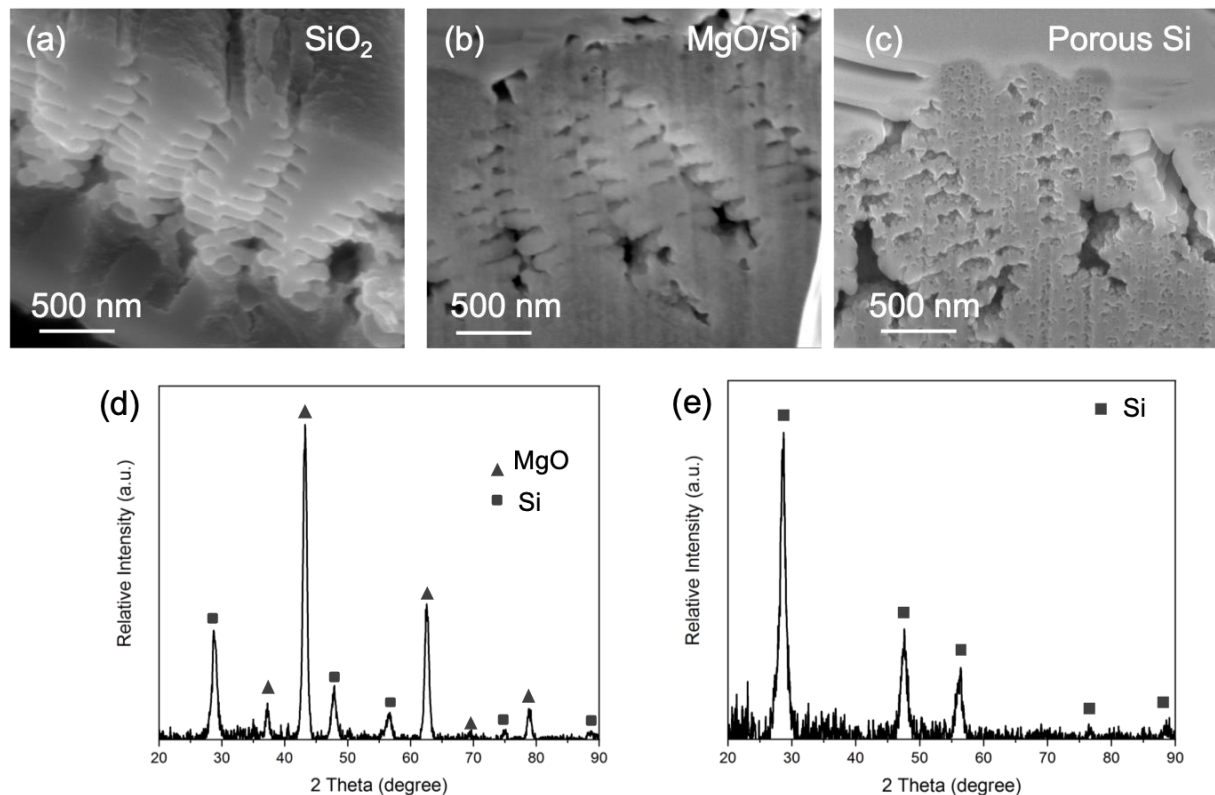 (a) SiO₂
500 nm
(b) MgO/Si
500 nm
(c) Porous Si
500 nm
(d)
Relative Intensity (a.u.)
MgO
Si
20 30 40 50 60 70 80 90
2 Theta (degree)
(e)
Relative Intensity (a.u.)
Si
20 30 40 50 60 70 80 90
2 Theta (degree)